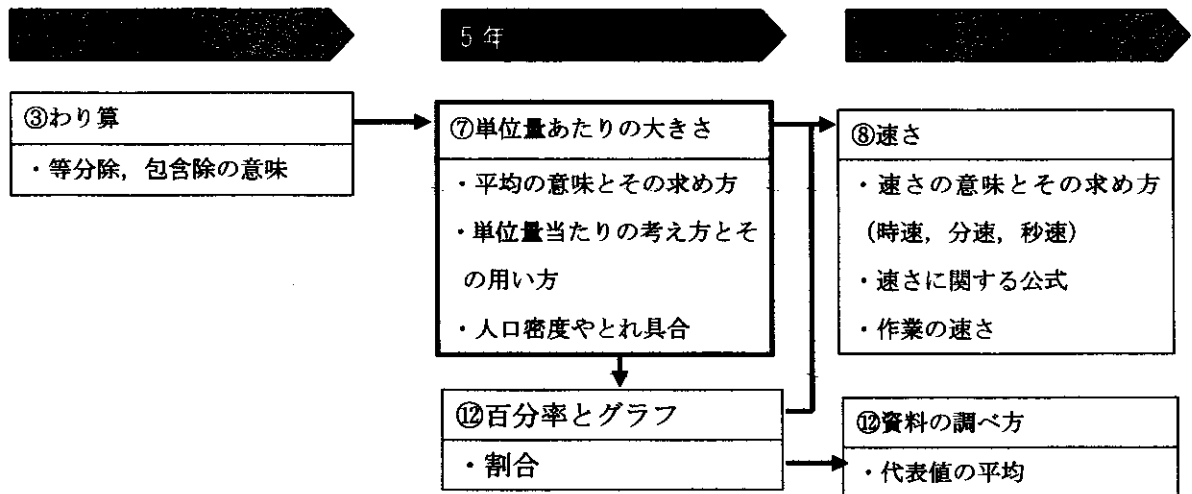 5年
③わり算
・等分除，包含除の意味
⑦単位量あたりの大きさ
・平均の意味とその求め方
・単位量当たりの考え方とそ
の用い方
・人口密度やとれ具合
⑫百分率とグラフ
・割合
⑧速さ
・速さの意味とその求め方
（時速，分速，秒速）
・速さに関する公式
・作業の速さ
⑫資料の調べ方
・代表値の平均